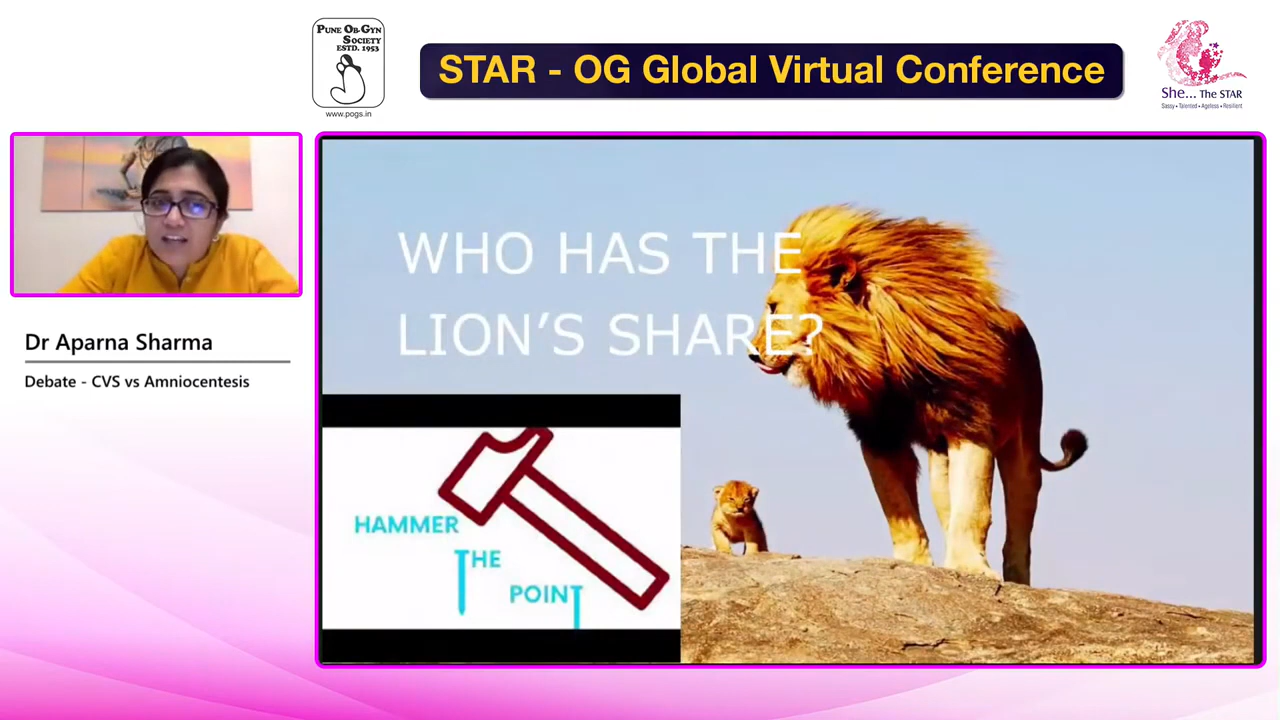 PUNE OB-GYN
SOCIETY
ESTD. 1953
www.pogs.in
STAR - OG Global Virtual Conference
She... THE STAR
Sassy • Talented • Ageless • Resilient
Dr Aparna Sharma
Debate - CVS vs Amniocentesis
WHO HAS THE
LION'S SHARE?
HAMMER
THE
POINT